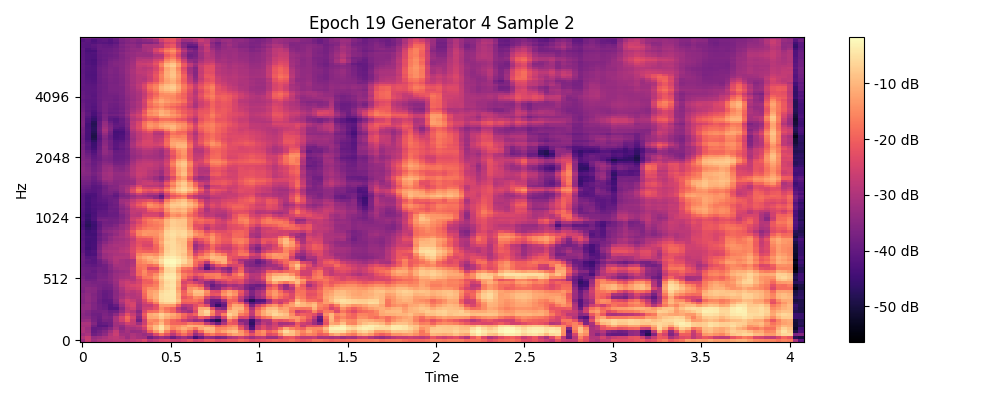 Epoch 19 Generator 4 Sample 2
Hz
4096
2048
1024
512
0
0 0.5 1 1.5 2 2.5 3 3.5 4
Time
-10 dB
-20 dB
-30 dB
-40 dB
-50 dB